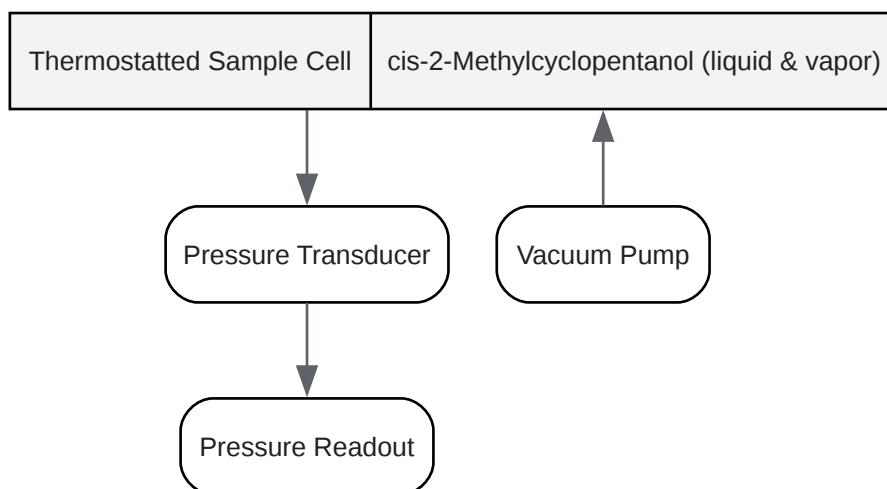 Thermostatted Sample Cell
cis-2-Methylcyclopentanol (liquid & vapor)
Pressure Transducer
Vacuum Pump
Pressure Readout